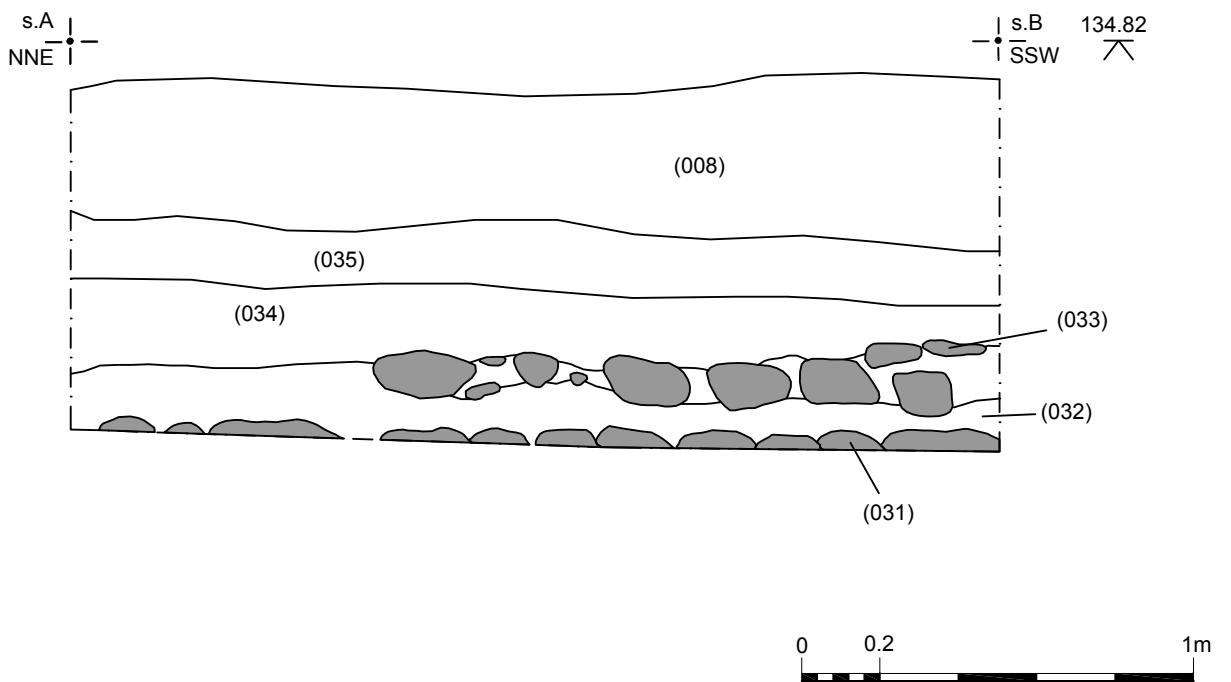 s.A
NNE
s.B
SSW
134.82
(008)
(035)
(034)
(033)
(032)
(031)
0 0.2 1m